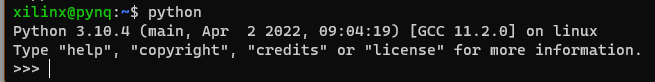 xilinx@pynq:~$ python
Python 3.10.4 (main, Apr  2 2022, 09:04:19) [GCC 11.2.0] on linux
Type "help", "copyright", "credits" or "license" for more information.
>>>